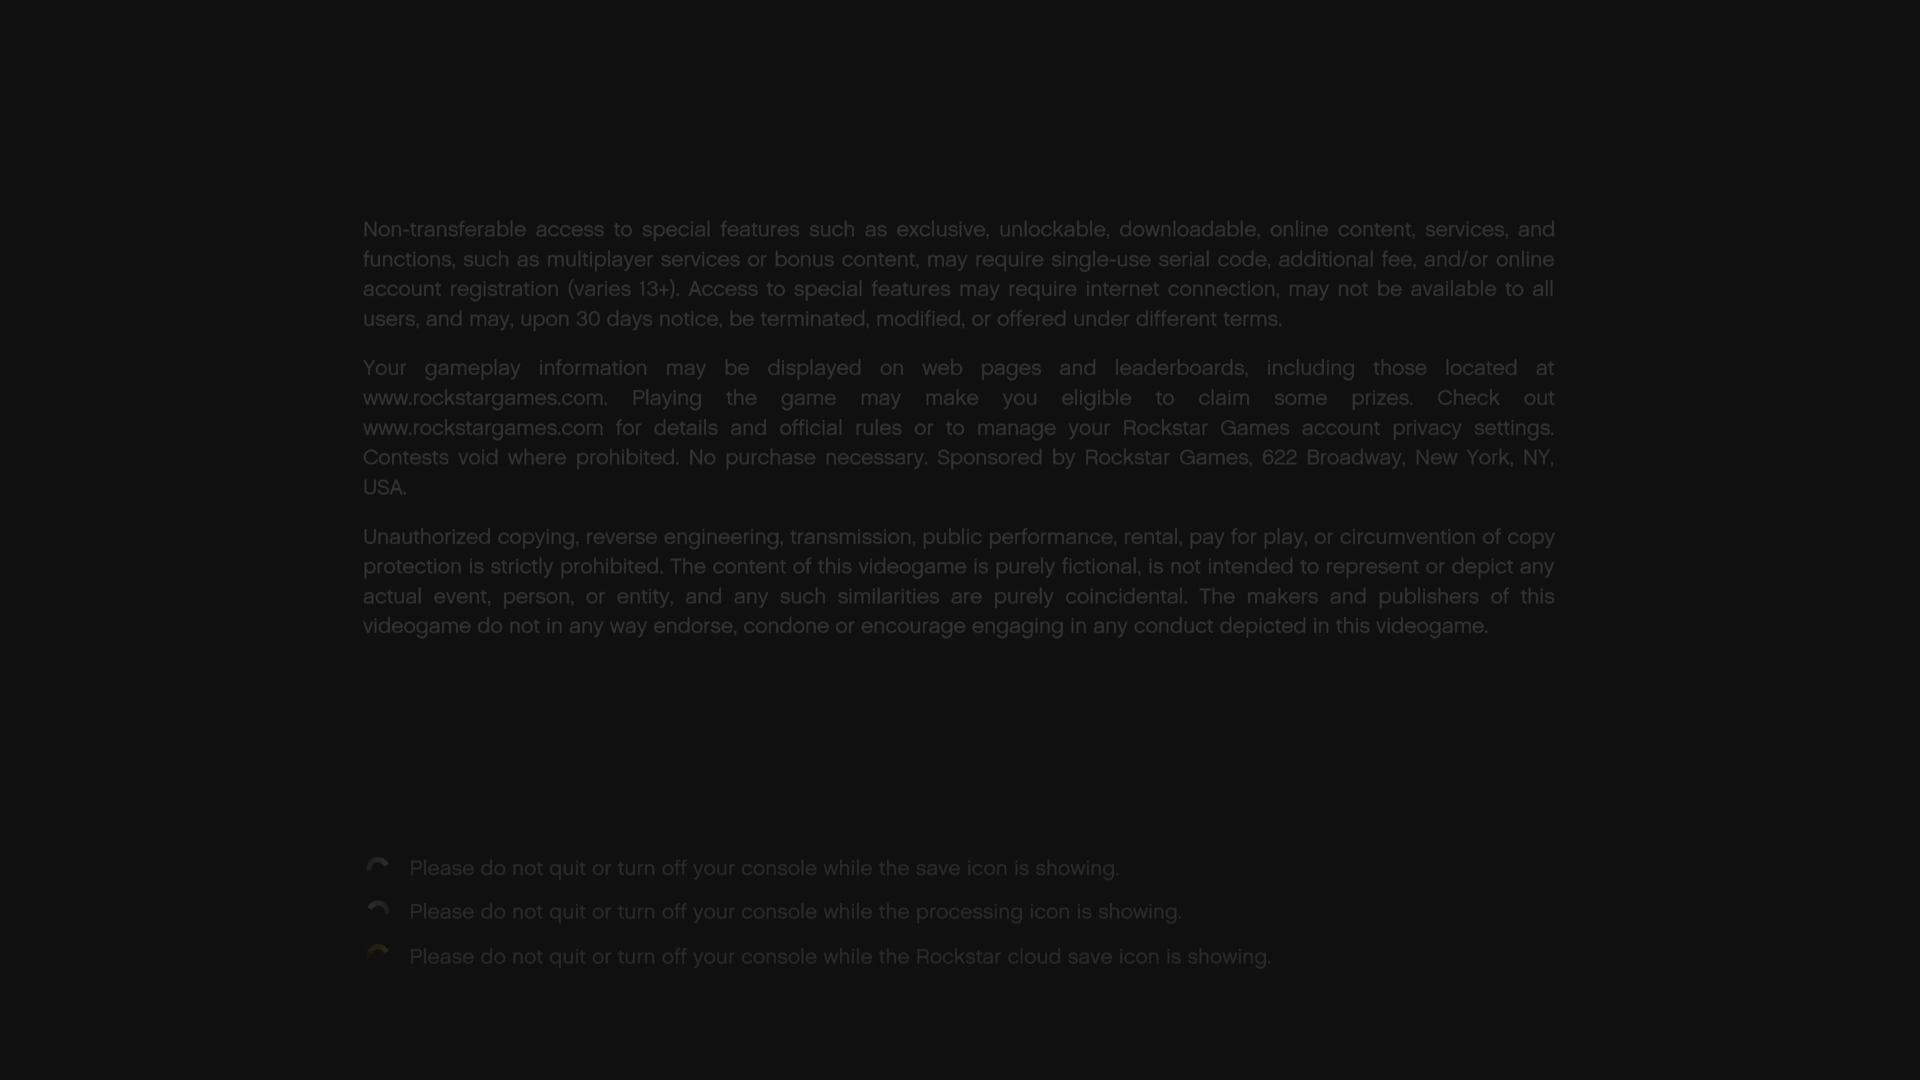 Non-transferable access to special features such as exclusive, unlockable, downloadable, online content, services, and
functions, such as multiplayer services or bonus content, may require single-use serial code, additional fee, and/or online
account registration (varies 13+). Access to special features may require internet connection, may not be available to all
users, and may, upon 30 days notice, be terminated, modified, or offered under different terms.
Your gameplay information may be displayed on web pages and leaderboards, including those located at
www.rockstargames.com. Playing the game may make you eligible to claim some prizes. Check out
www.rockstargames.com for details and official rules or to manage your Rockstar Games account privacy settings.
Contests void where prohibited. No purchase necessary. Sponsored by Rockstar Games, 622 Broadway, New York, NY,
USA.
Unauthorized copying, reverse engineering, transmission, public performance, rental, pay for play, or circumvention of copy
protection is strictly prohibited. The content of this videogame is purely fictional, is not intended to represent or depict any
actual event, person, or entity, and any such similarities are purely coincidental. The makers and publishers of this
videogame do not in any way endorse, condone or encourage engaging in any conduct depicted in this videogame.
Please do not quit or turn off your console while the save icon is showing.
Please do not quit or turn off your console while the processing icon is showing.
Please do not quit or turn off your console while the Rockstar cloud save icon is showing.